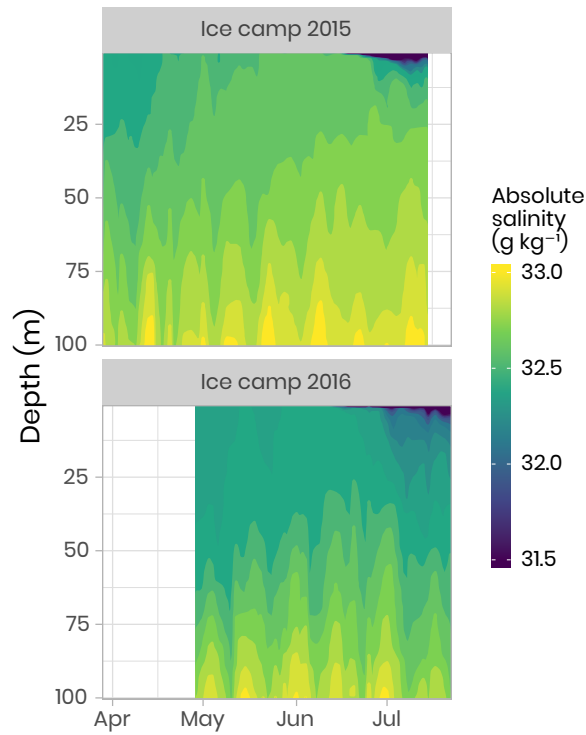 Ice camp 2015
25
50
75
100
Ice camp 2016
25
50
75
100
Apr
May
Jun
Jul
Depth (m)
Absolute
salinity
(g kg⁻¹)
33.0
32.5
32.0
31.5